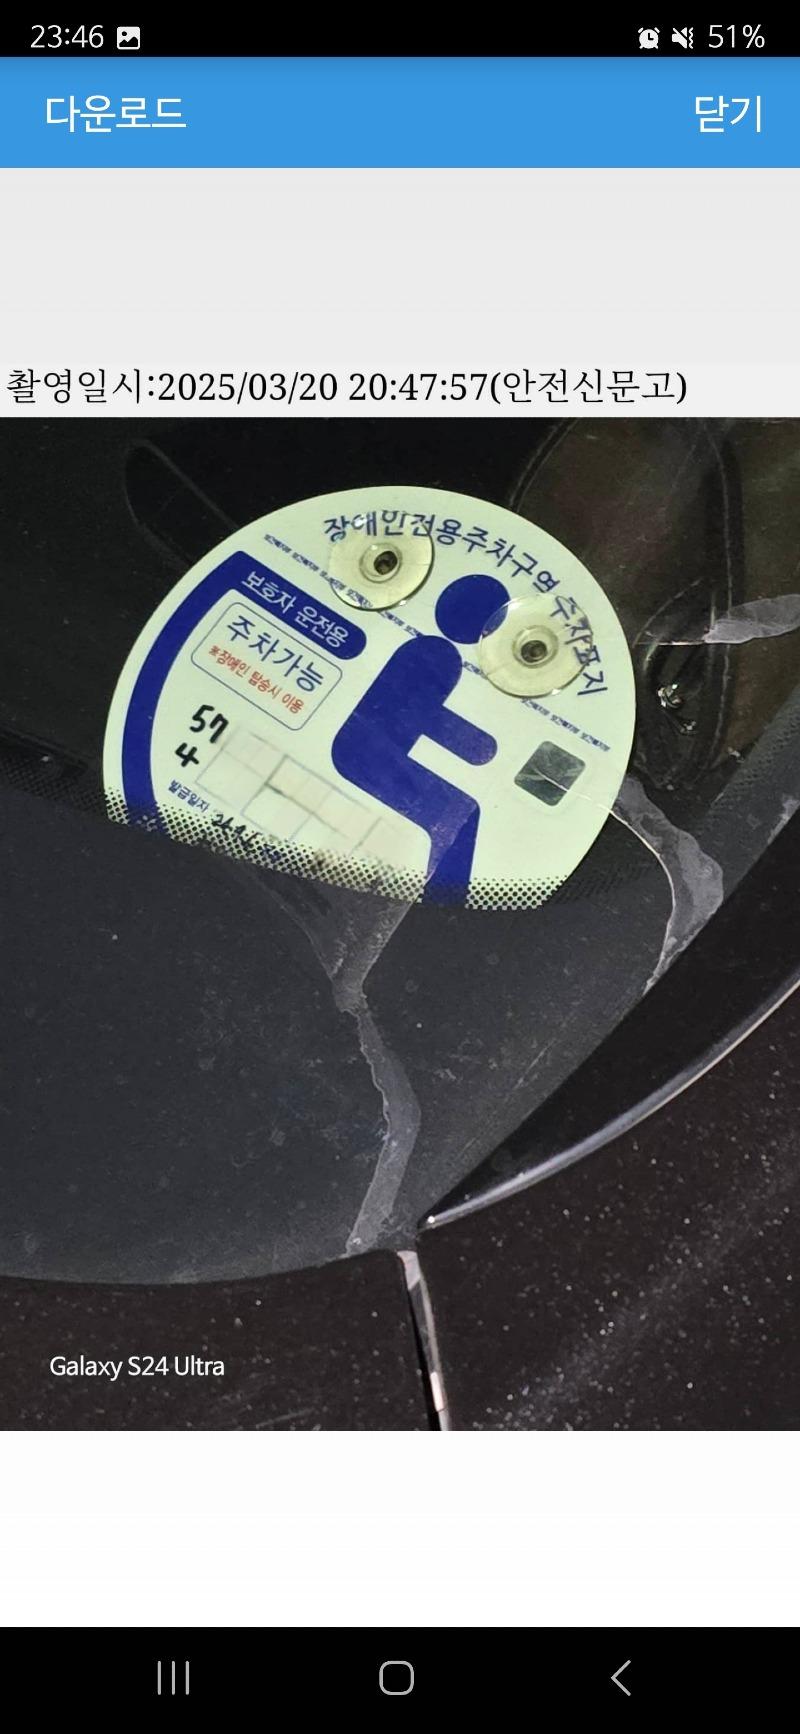 23:46
51%
다운로드
닫기
촬영일시:2025/03/20 20:47:57(안전신문고)
장애인전용주차구역 주차표지
보호자 운전용
주차가능
※장애인 탑승시 이용
57
4
발급일자
Galaxy S24 Ultra